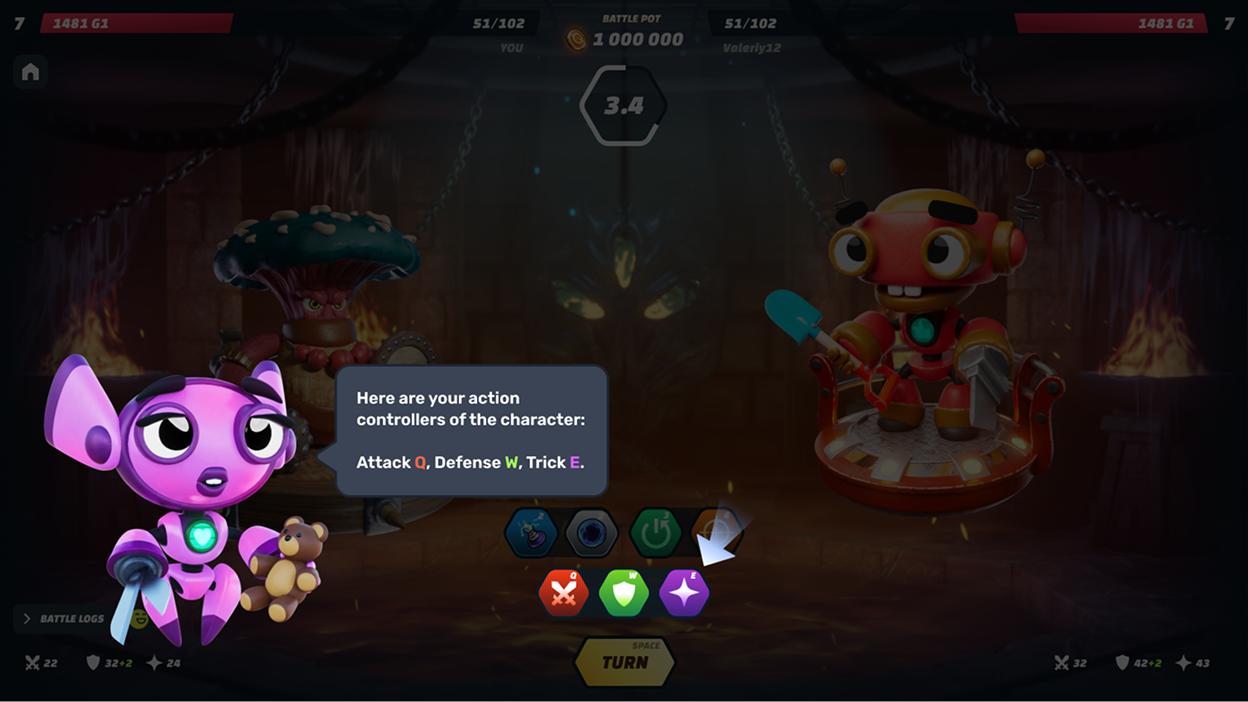 7
1481 G1
51/102
YOU
BATTLE POT
1 000 000
51/102
Valeriy12
1481 G1
7
3.4
Here are your action
controllers of the character:
Attack Q, Defense W, Trick E.
2
3
Q
W
E
BATTLE LOGS
SPACE
TURN
22
32+2
24
32
42+2
43